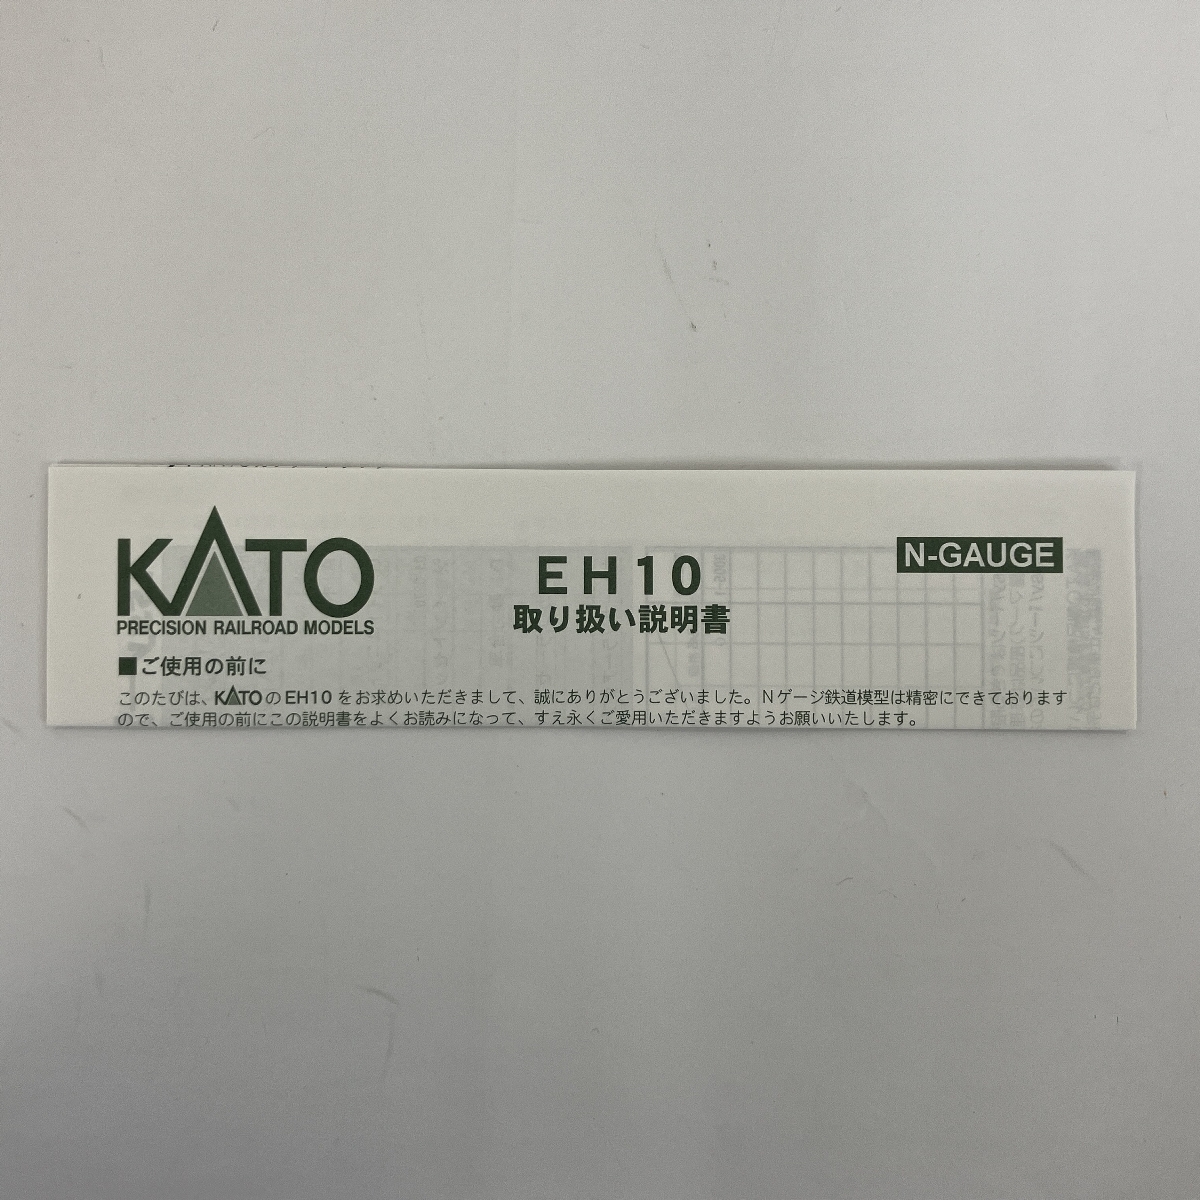 KATO
PRECISION RAILROAD MODELS
EH10
取り扱い説明書
N-GAUGE
■ご使用の前に
このたびは、KATOのEH10をお求めいただきまして、誠にありがとうございました。Nゲージ鉄道模型は精密にできております
ので、ご使用の前にこの説明書をよくお読みになって、すえ永くご愛用いただきますようお願いいたします。